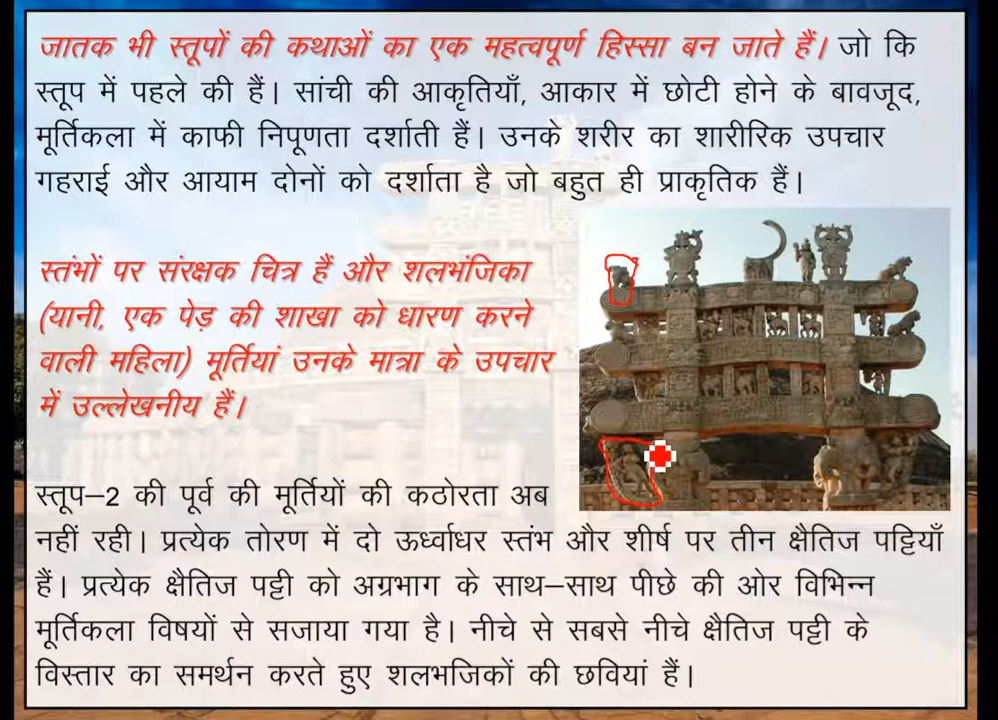 जातक भी स्तूपों की कथाओं का एक महत्वपूर्ण हिस्सा बन जाते हैं। जो कि
स्तूप में पहले की हैं। सांची की आकृतियाँ, आकार में छोटी होने के बावजूद,
मूर्तिकला में काफी निपूणता दर्शाती हैं। उनके शरीर का शारीरिक उपचार
गहराई और आयाम दोनों को दर्शाता है जो बहुत ही प्राकृतिक हैं।
स्तंभों पर संरक्षक चित्र हैं और शलभंजिका
(यानी, एक पेड़ की शाखा को धारण करने
वाली महिला) मूर्तियां उनके मात्रा के उपचार
में उल्लेखनीय हैं।
स्तूप–2 की पूर्व की मूर्तियों की कठोरता अब
नहीं रही। प्रत्येक तोरण में दो ऊर्ध्वाधर स्तंभ और शीर्ष पर तीन क्षैतिज पट्टियाँ
हैं। प्रत्येक क्षैतिज पट्टी को अग्रभाग के साथ–साथ पीछे की ओर विभिन्न
मूर्तिकला विषयों से सजाया गया है। नीचे से सबसे नीचे क्षैतिज पट्टी के
विस्तार का समर्थन करते हुए शलभजिकों की छवियां हैं।